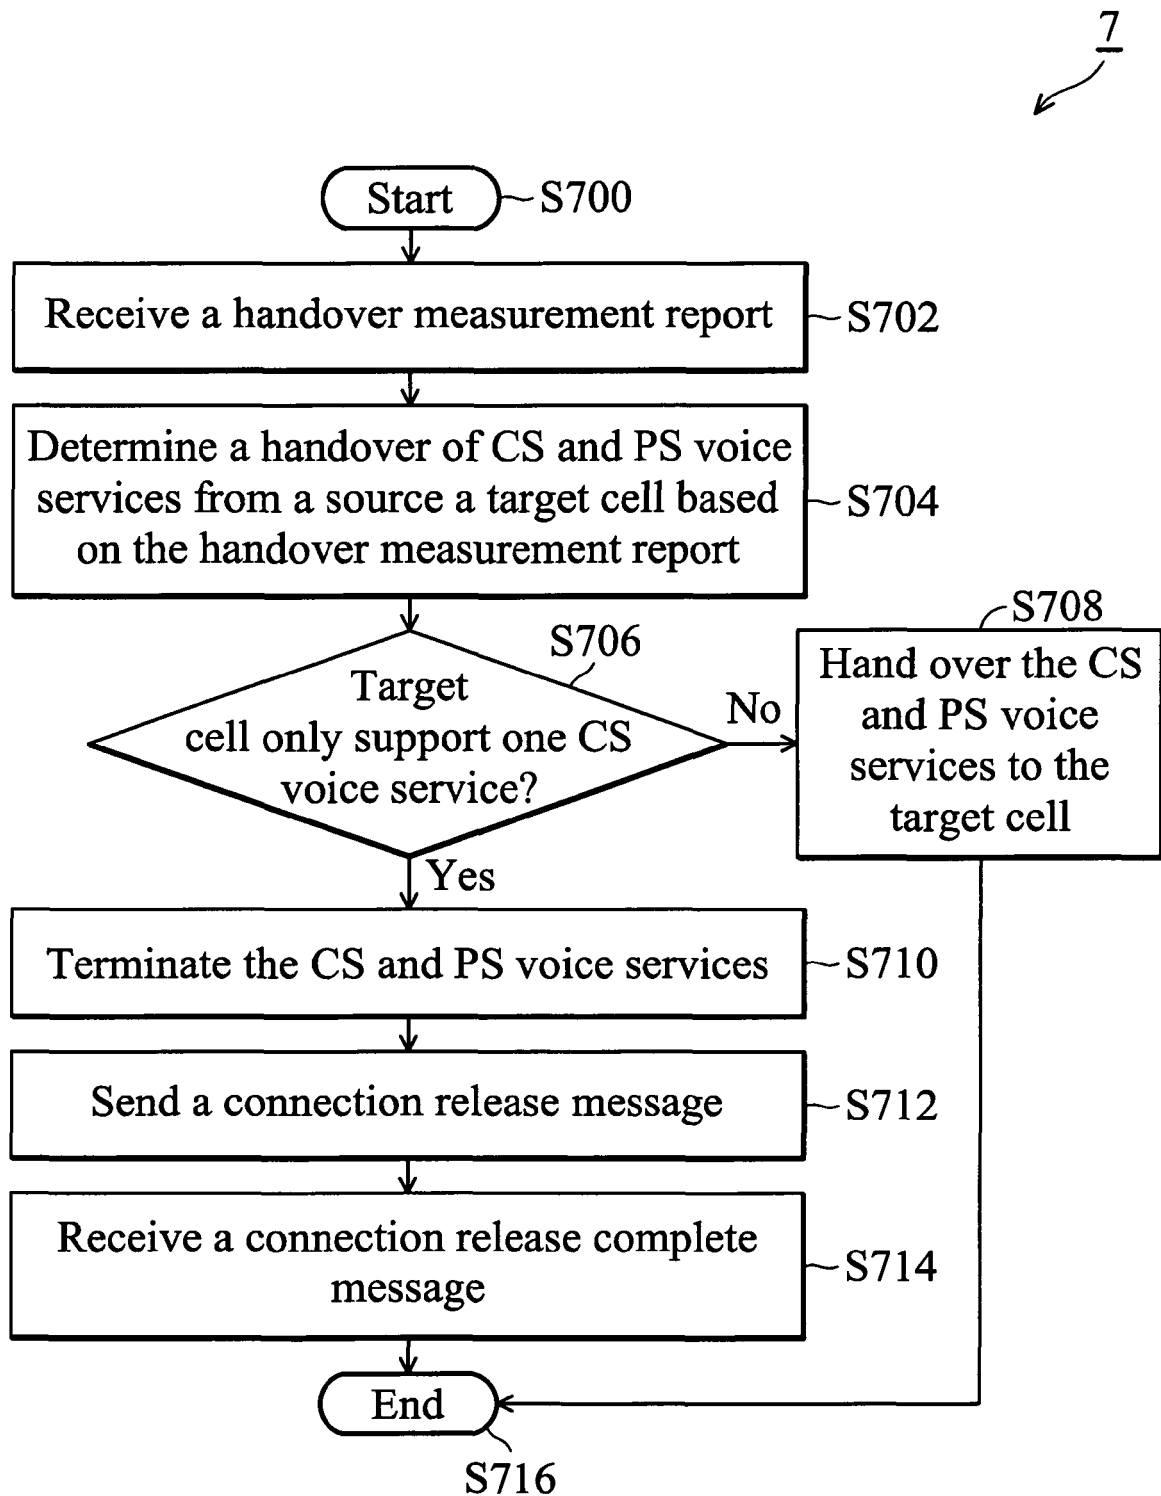 7
Start
S700
Receive a handover measurement report
S702
Determine a handover of CS and PS voice
services from a source a target cell based
on the handover measurement report
S704
S706
Target
cell only support one CS
voice service?
No
S708
Hand over the CS
and PS voice
services to the
target cell
Yes
Terminate the CS and PS voice services
S710
Send a connection release message
S712
Receive a connection release complete
message
S714
End
S716